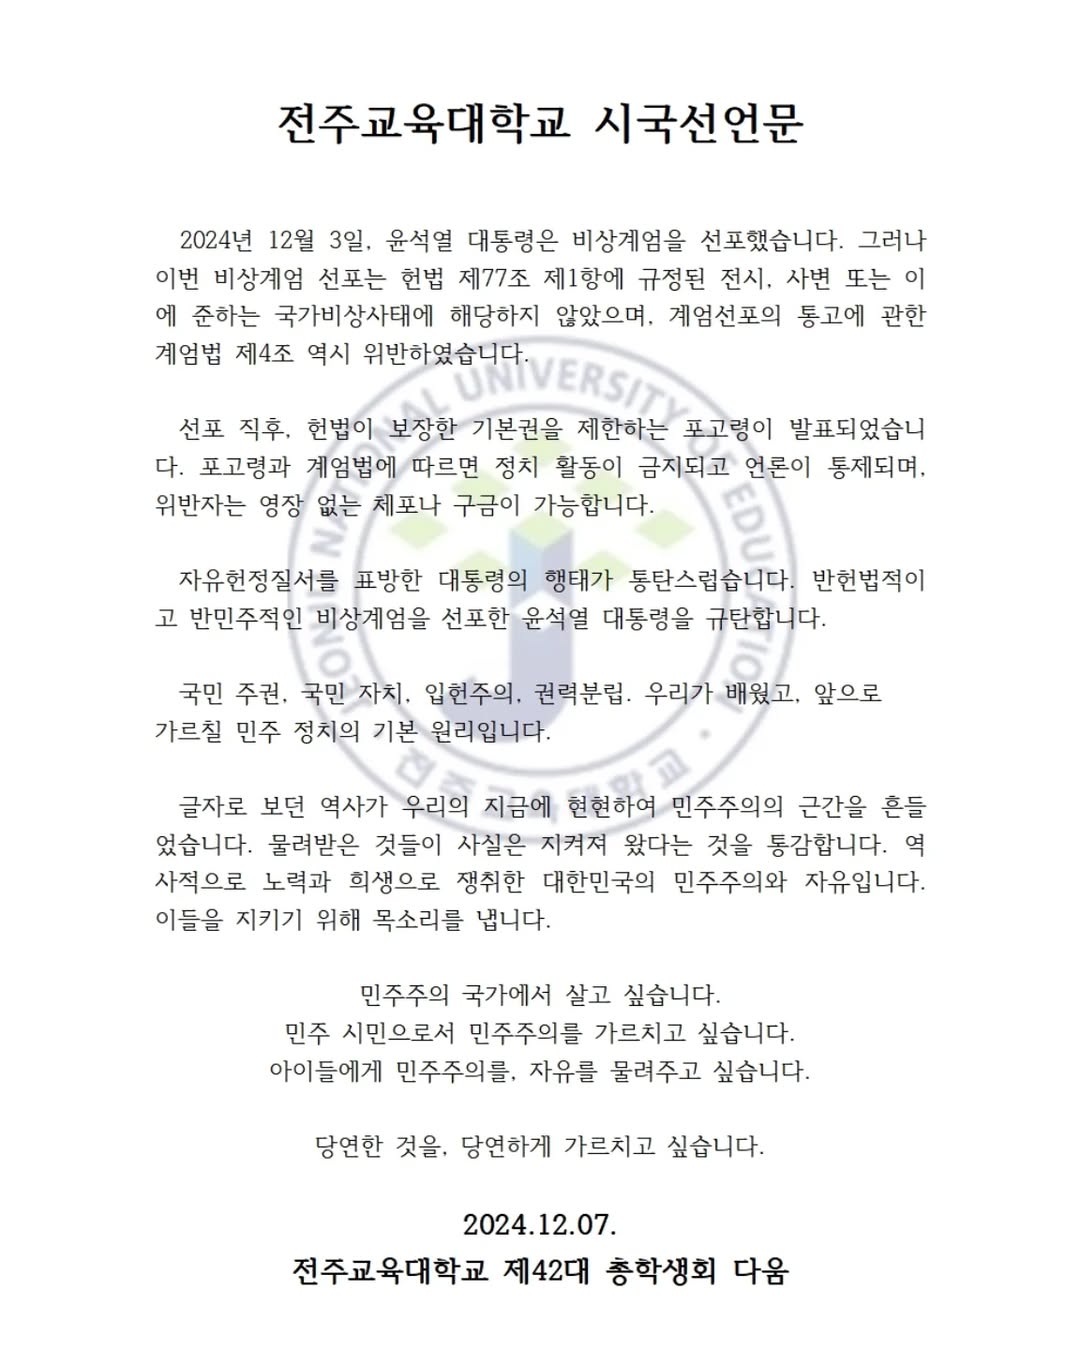 전주교육대학교 시국선언문
2024년 12월 3일, 윤석열 대통령은 비상계엄을 선포했습니다. 그러나
이번 비상계엄 선포는 헌법 제77조 제1항에 규정된 전시, 사변 또는 이
에 준하는 국가비상사태에 해당하지 않았으며, 계엄선포의 통고에 관한
계엄법 제4조 역시 위반하였습니다.
선포 직후, 헌법이 보장한 기본권을 제한하는 포고령이 발표되었습니
다. 포고령과 계엄법에 따르면 정치 활동이 금지되고 언론이 통제되며,
위반자는 영장 없는 체포나 구금이 가능합니다.
자유헌정질서를 표방한 대통령의 행태가 통탄스럽습니다. 반헌법적이
고 반민주적인 비상계엄을 선포한 윤석열 대통령을 규탄합니다.
국민 주권, 국민 자치, 입헌주의, 권력분립. 우리가 배웠고, 앞으로
가르칠 민주 정치의 기본 원리입니다.
글자로 보던 역사가 우리의 지금에 현현하여 민주주의의 근간을 흔들
었습니다. 물려받은 것들이 사실은 지켜져 왔다는 것을 통감합니다. 역
사적으로 노력과 희생으로 쟁취한 대한민국의 민주주의와 자유입니다.
이들을 지키기 위해 목소리를 냅니다.
민주주의 국가에서 살고 싶습니다.
민주 시민으로서 민주주의를 가르치고 싶습니다.
아이들에게 민주주의를, 자유를 물려주고 싶습니다.
당연한 것을, 당연하게 가르치고 싶습니다.
2024.12.07.
전주교육대학교 제42대 총학생회 다움
JEONJU NATIONAL UNIVERSITY OF EDUCATION
전주교육대학교